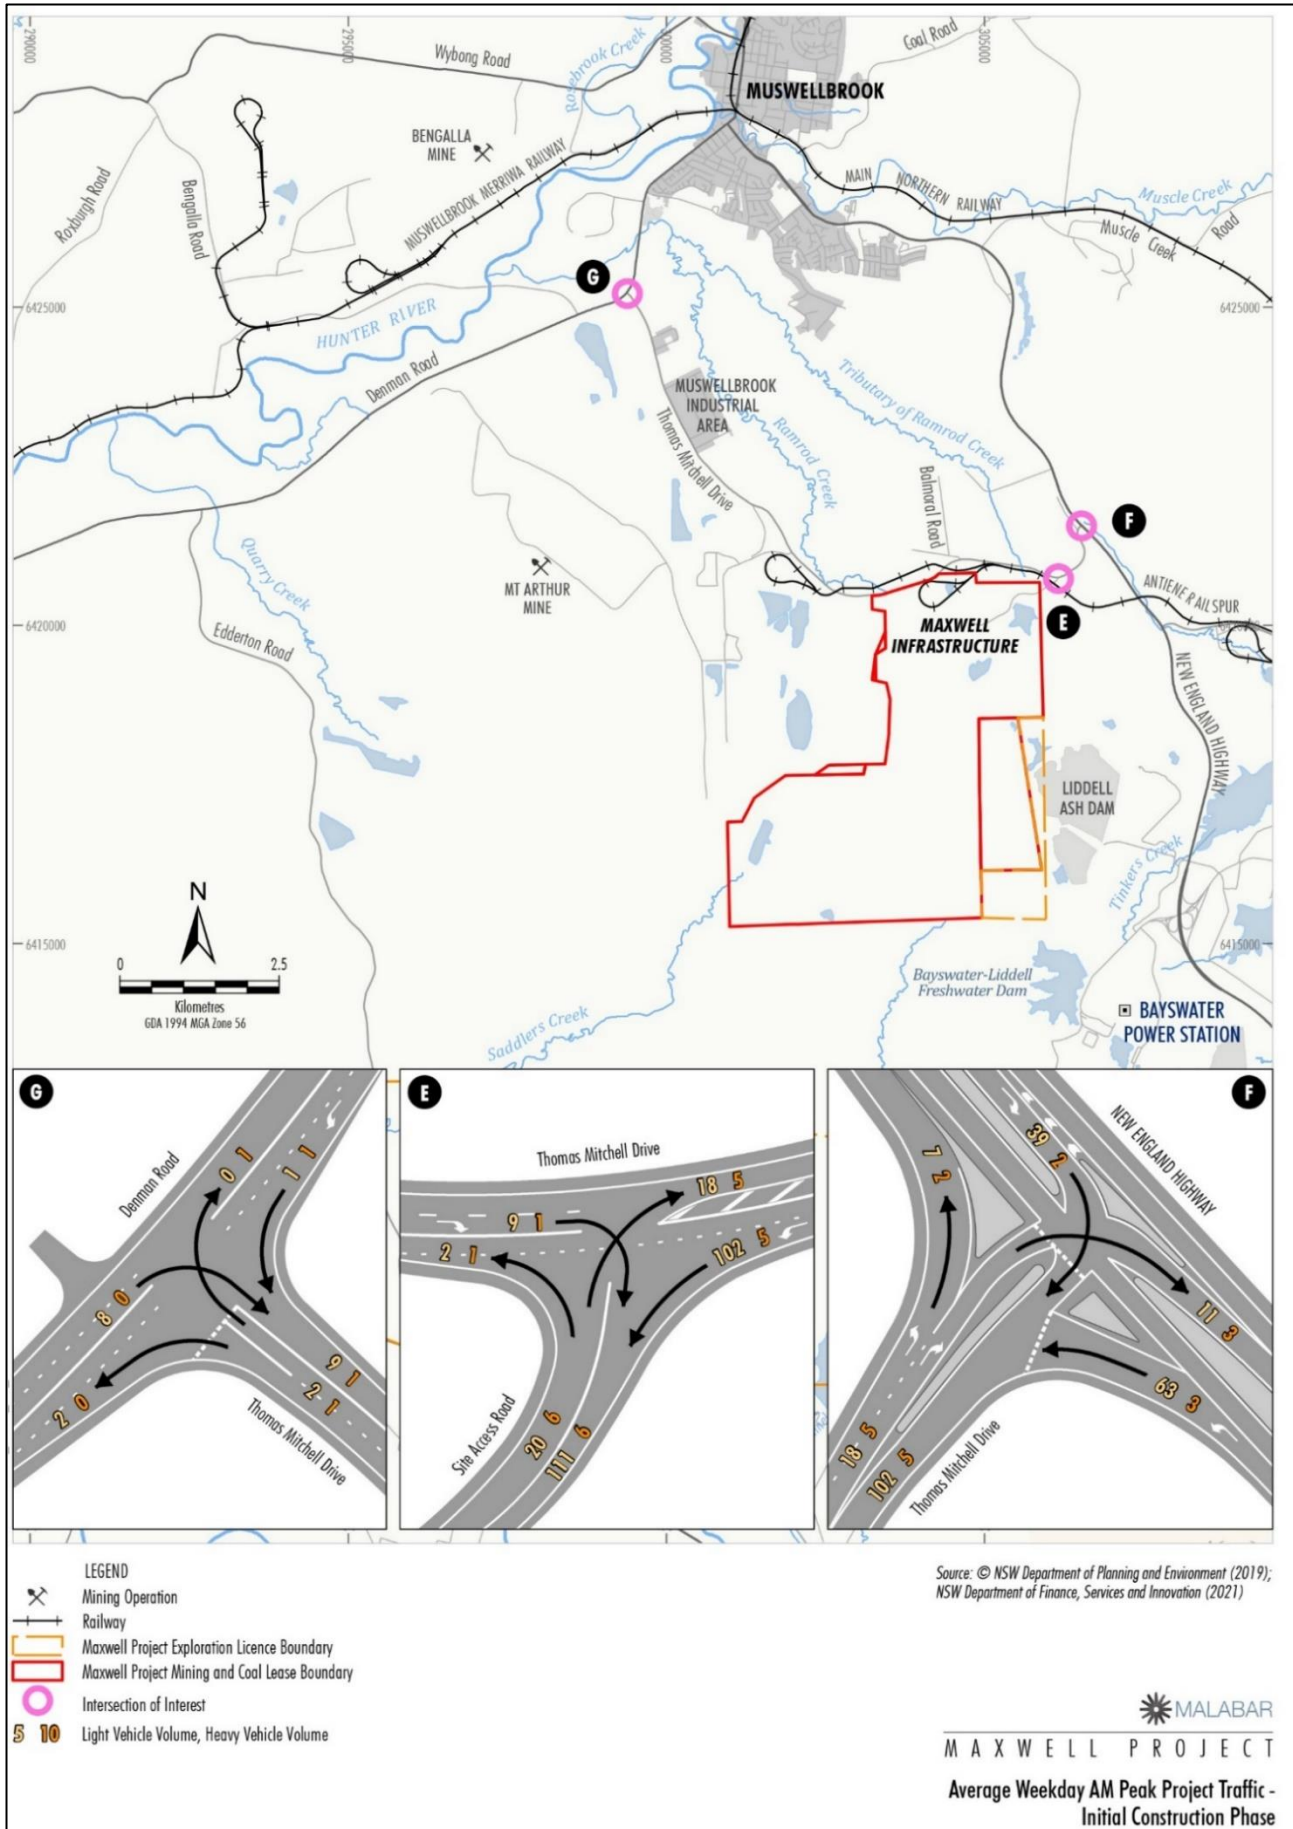 290000
295000
305000
Wybong Road
Rosebrook Creek
Coal Road
MUSWELLBROOK
BENGALLA
MINE
MUSWELLBROOK MERRIWA RAILWAY
MAIN NORTHERN RAILWAY
Muscle Creek
Muscle Creek Road
Roxburgh Road
Bengalla Road
G
6425000
6425000
HUNTER RIVER
Denman Road
MUSWELLBROOK
INDUSTRIAL
AREA
Thomas Mitchell Drive
Ramrod Creek
Tributary of Ramrod Creek
Balmoral Road
F
Quarry Creek
MT ARTHUR
MINE
ANTIENE RAIL SPUR
E
6420000
Edderton Road
MAXWELL
INFRASTRUCTURE
NEW ENGLAND HIGHWAY
LIDDELL
ASH DAM
Tinkers Creek
N
0 2.5
Kilometres
GDA 1994 MGA Zone 56
6415000
6415000
Bayswater-Liddell
Freshwater Dam
Saddlers Creek
BAYSWATER
POWER STATION
G
Denman Road
0 1
1 1
8 0
2 0
9 1
2 1
Thomas Mitchell Drive
E
Thomas Mitchell Drive
18 5
9 1
2 1
102 5
Site Access Road
20 6
111 6
F
NEW ENGLAND HIGHWAY
39 2
7 2
11 3
63 3
18 5
102 5
Thomas Mitchell Drive
LEGEND
Mining Operation
Railway
Maxwell Project Exploration Licence Boundary
Maxwell Project Mining and Coal Lease Boundary
Intersection of Interest
5 10 Light Vehicle Volume, Heavy Vehicle Volume
Source: © NSW Department of Planning and Environment (2019);
NSW Department of Finance, Services and Innovation (2021)
MALABAR
MAXWELL PROJECT
Average Weekday AM Peak Project Traffic -
Initial Construction Phase